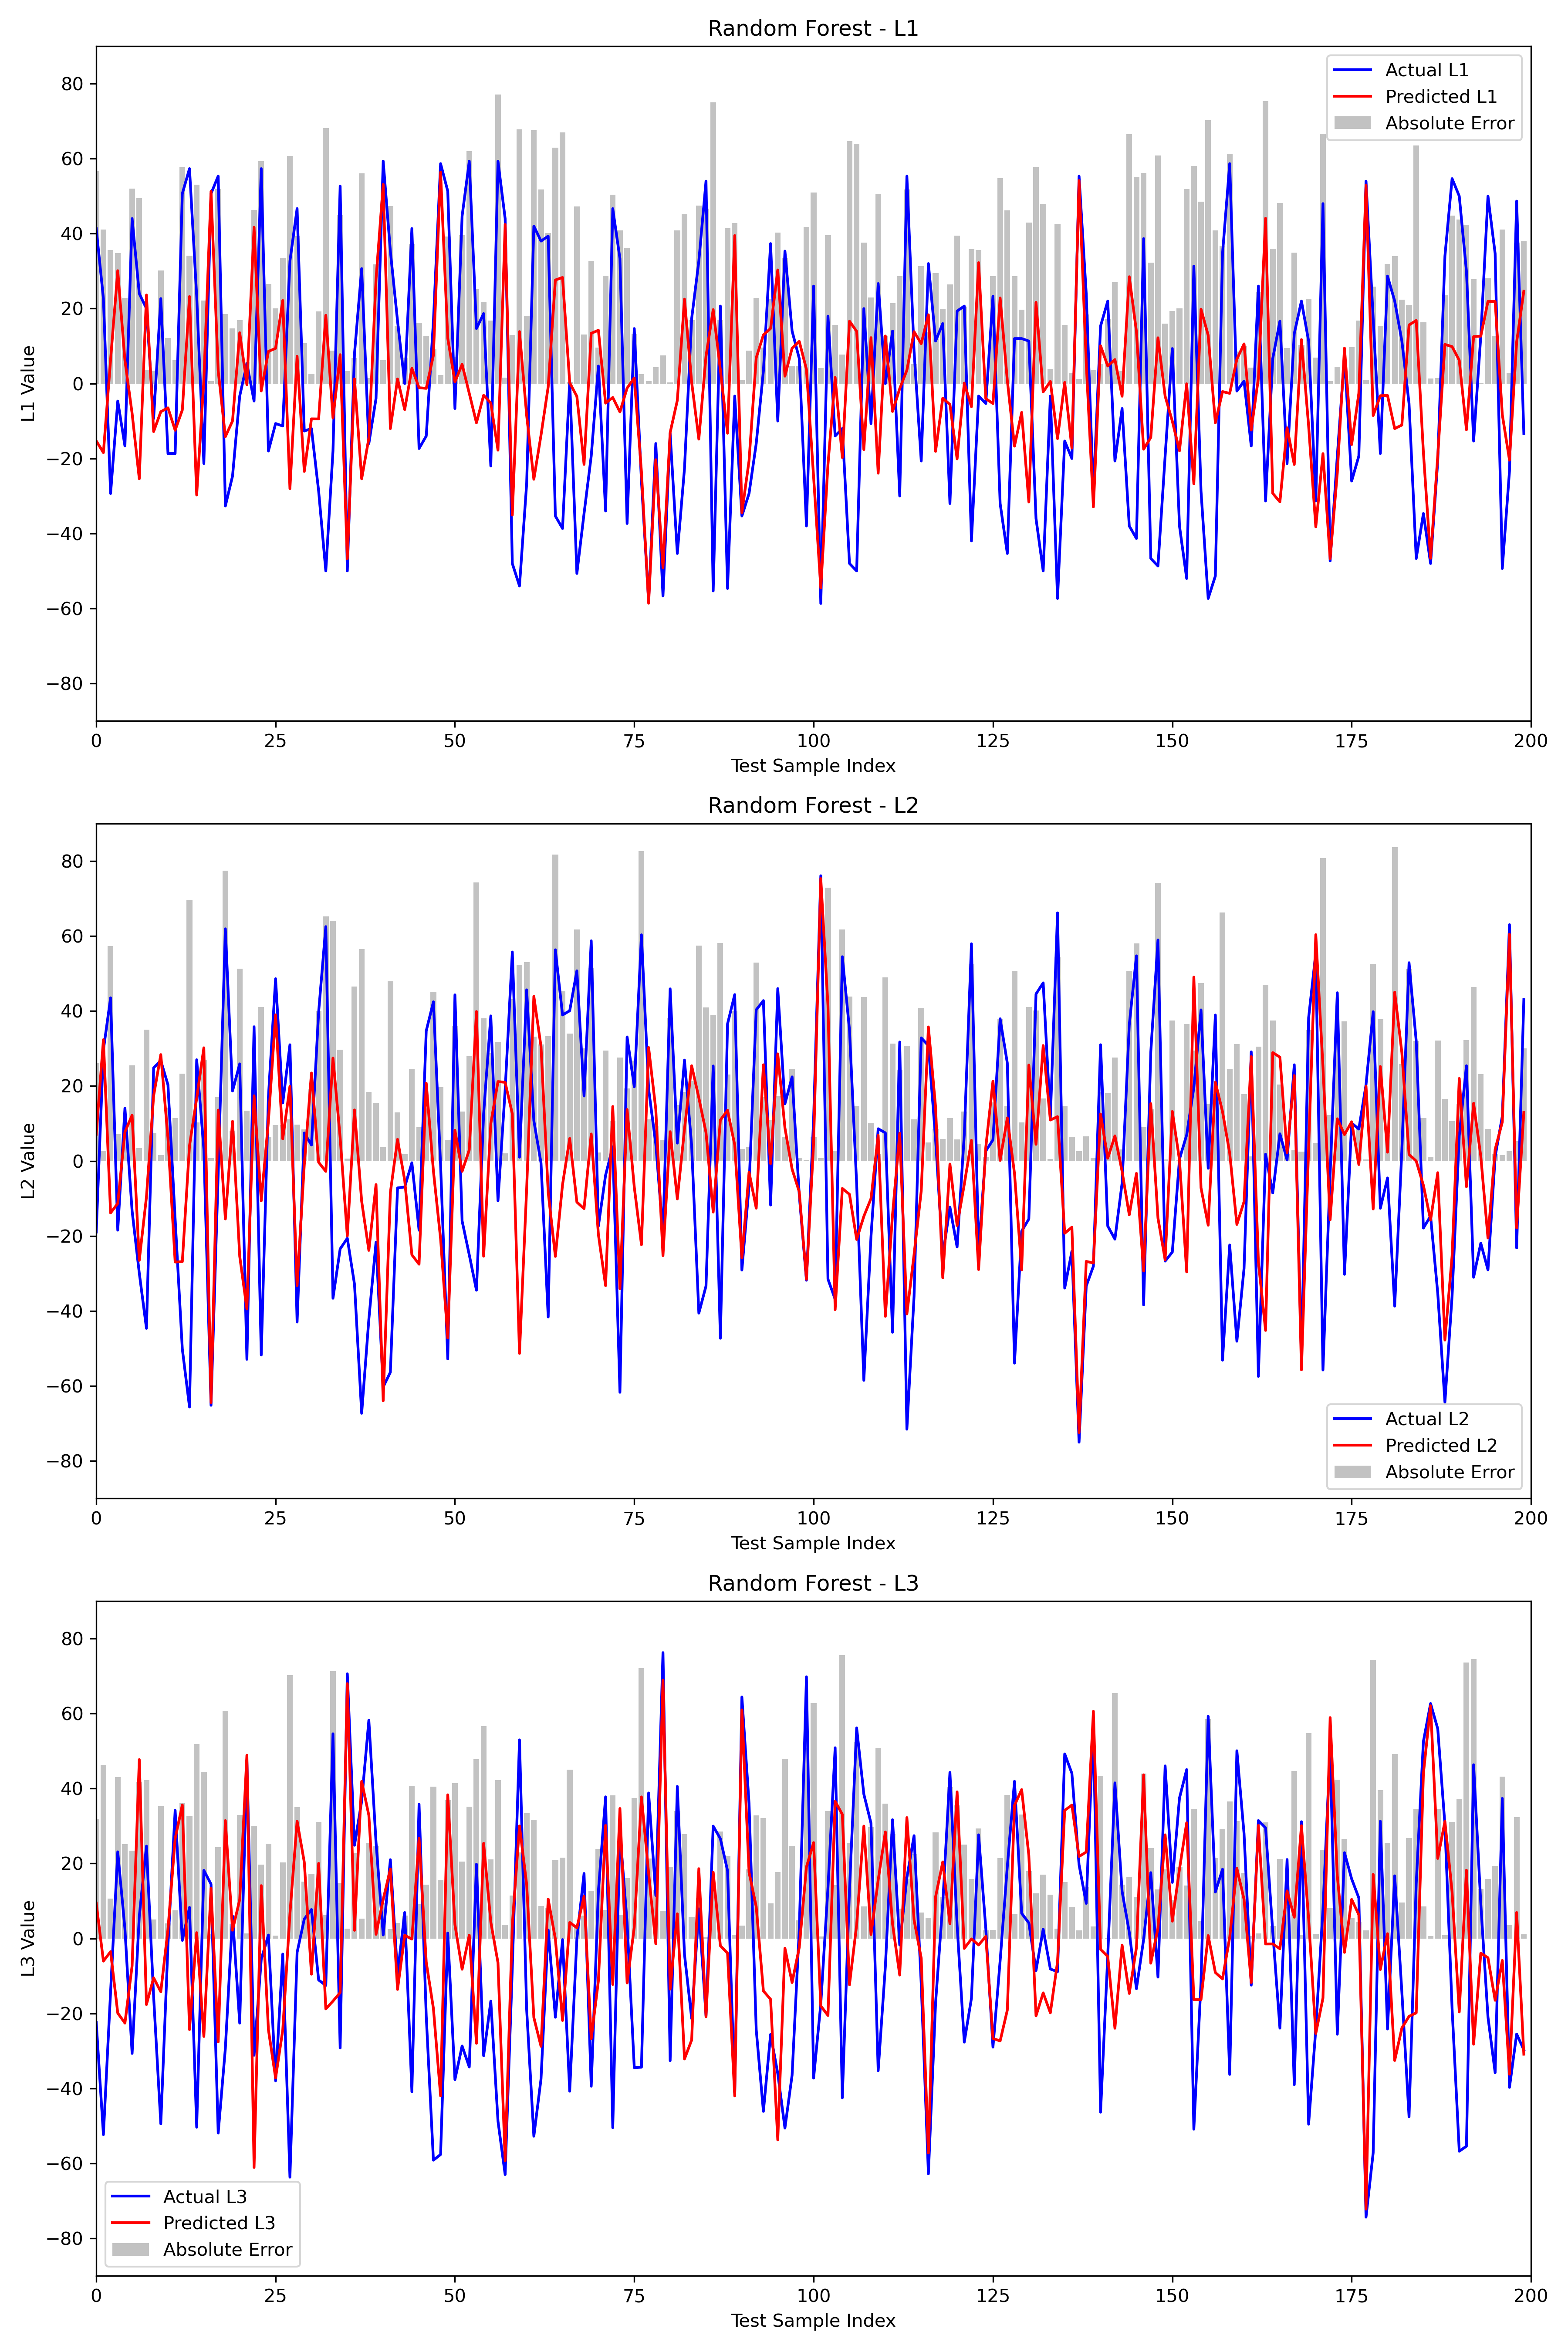 Random Forest - L1
L1 Value
80
60
40
20
0
−20
−40
−60
−80
Actual L1
Predicted L1
Absolute Error
0 25 50 75 100 125 150 175 200
Test Sample Index
Random Forest - L2
L2 Value
80
60
40
20
0
−20
−40
−60
−80
Actual L2
Predicted L2
Absolute Error
0 25 50 75 100 125 150 175 200
Test Sample Index
Random Forest - L3
L3 Value
80
60
40
20
0
−20
−40
−60
−80
Actual L3
Predicted L3
Absolute Error
0 25 50 75 100 125 150 175 200
Test Sample Index